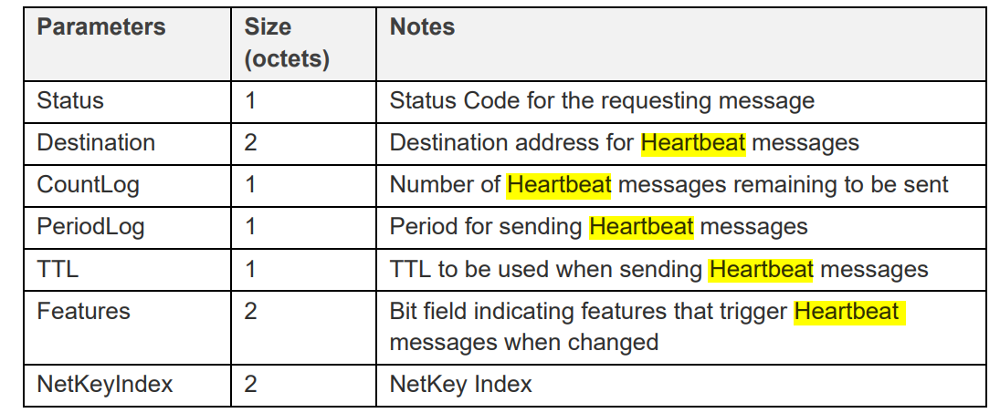 Parameters Size Notes
(octets)
Status 1 Status Code for the requesting message
Destination 2 Destination address for Heartbeat messages
CountLog 1 Number of Heartbeat messages remaining to be sent
PeriodLog 1 Period for sending Heartbeat messages
TTL 1 TTL to be used when sending Heartbeat messages
Features 2 Bit field indicating features that trigger Heartbeat
messages when changed
NetKeyIndex 2 NetKey Index